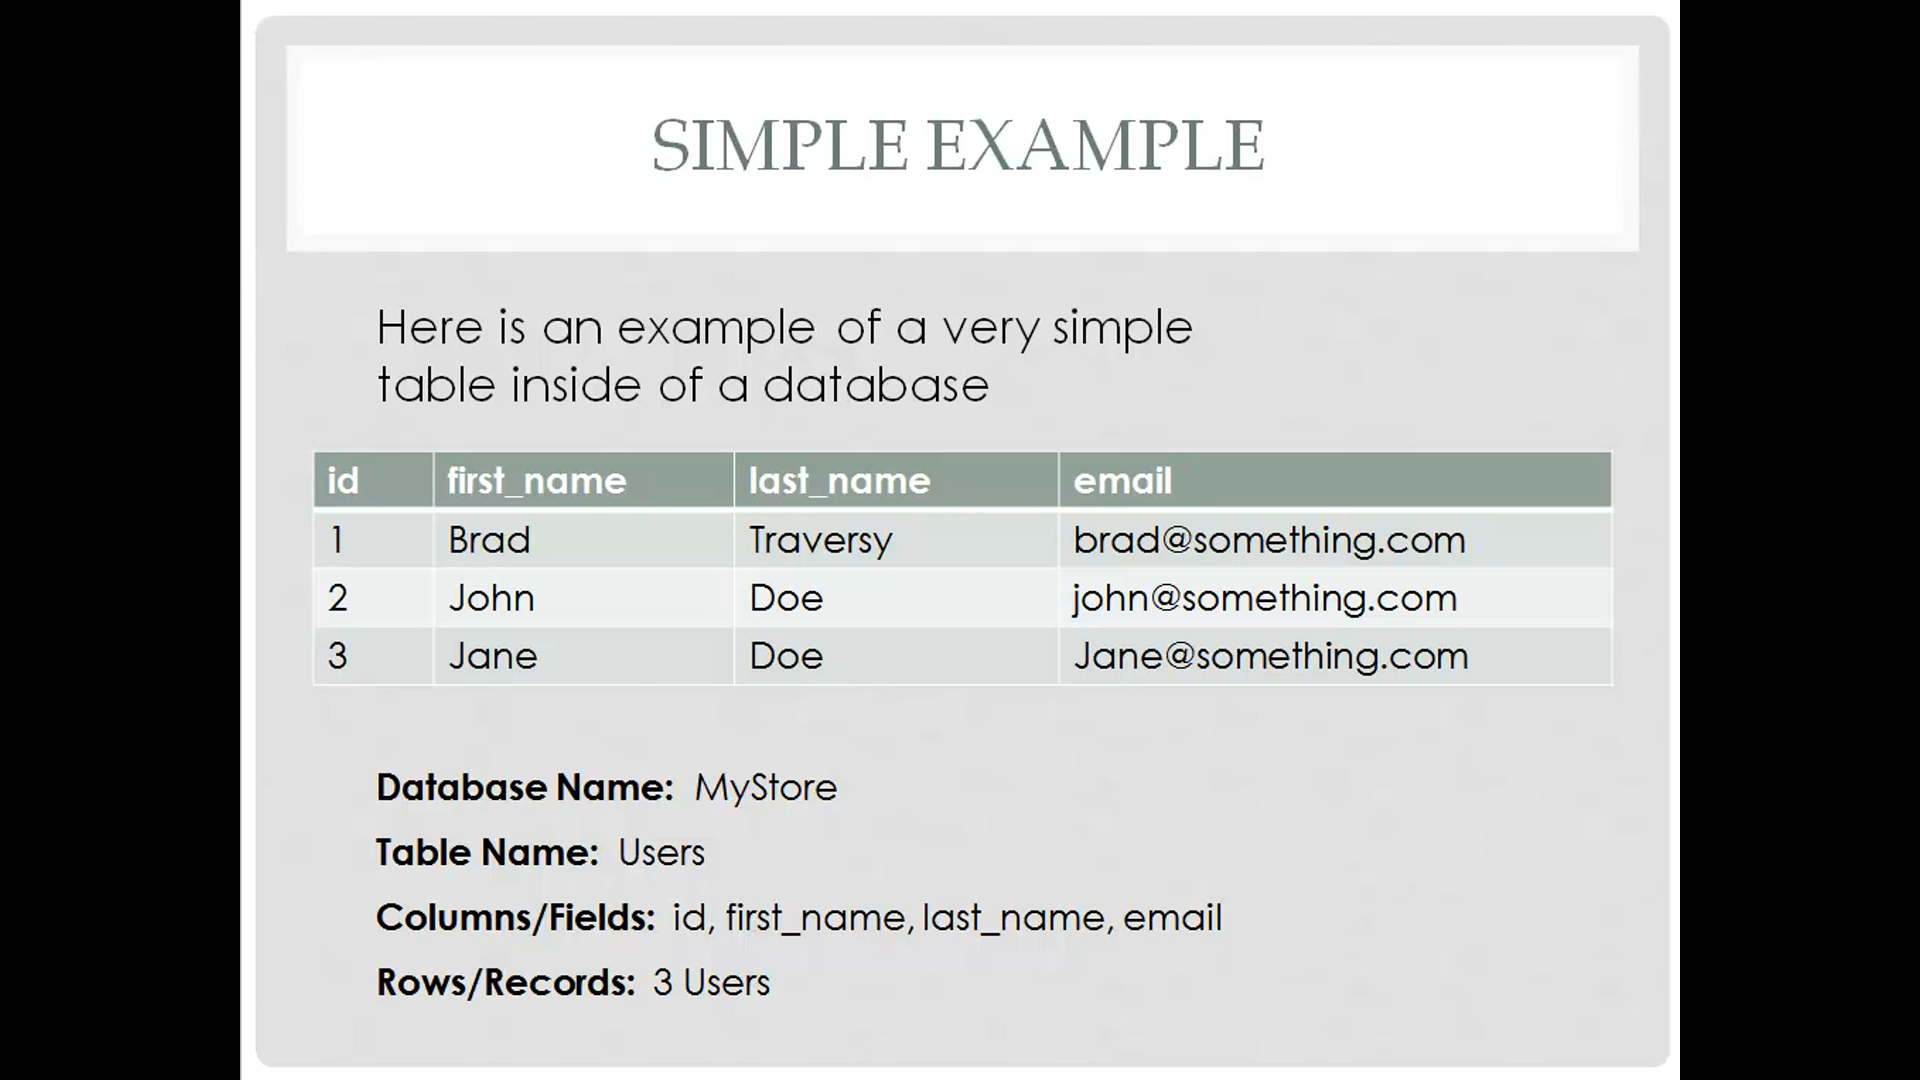 SIMPLE EXAMPLE
Here is an example of a very simple
table inside of a database
id first_name last_name email
1 Brad Traversy brad@something.com
2 John Doe john@something.com
3 Jane Doe Jane@something.com
Database Name: MyStore
Table Name: Users
Columns/Fields: id, first_name, last_name, email
Rows/Records: 3 Users